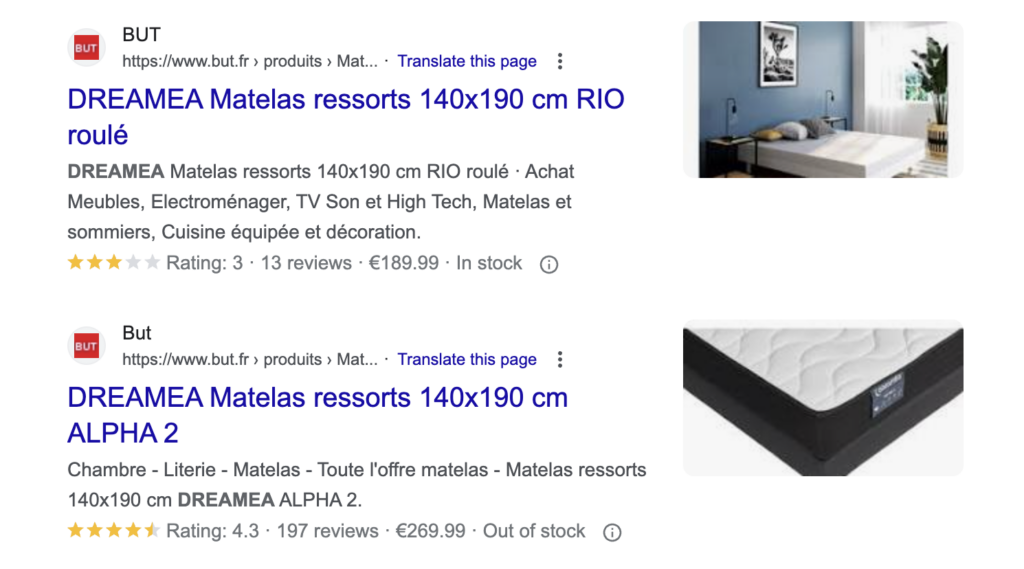 BUT
BUT
https://www.but.fr › produits › Mat... · Translate this page
DREAMEA Matelas ressorts 140x190 cm RIO
roulé
DREAMEA Matelas ressorts 140x190 cm RIO roulé · Achat
Meubles, Electroménager, TV Son et High Tech, Matelas et
sommiers, Cuisine équipée et décoration.
Rating: 3 · 13 reviews · €189.99 · In stock
BUT
But
https://www.but.fr › produits › Mat... · Translate this page
DREAMEA Matelas ressorts 140x190 cm
ALPHA 2
Chambre - Literie - Matelas - Toute l'offre matelas - Matelas ressorts
140x190 cm DREAMEA ALPHA 2.
Rating: 4.3 · 197 reviews · €269.99 · Out of stock